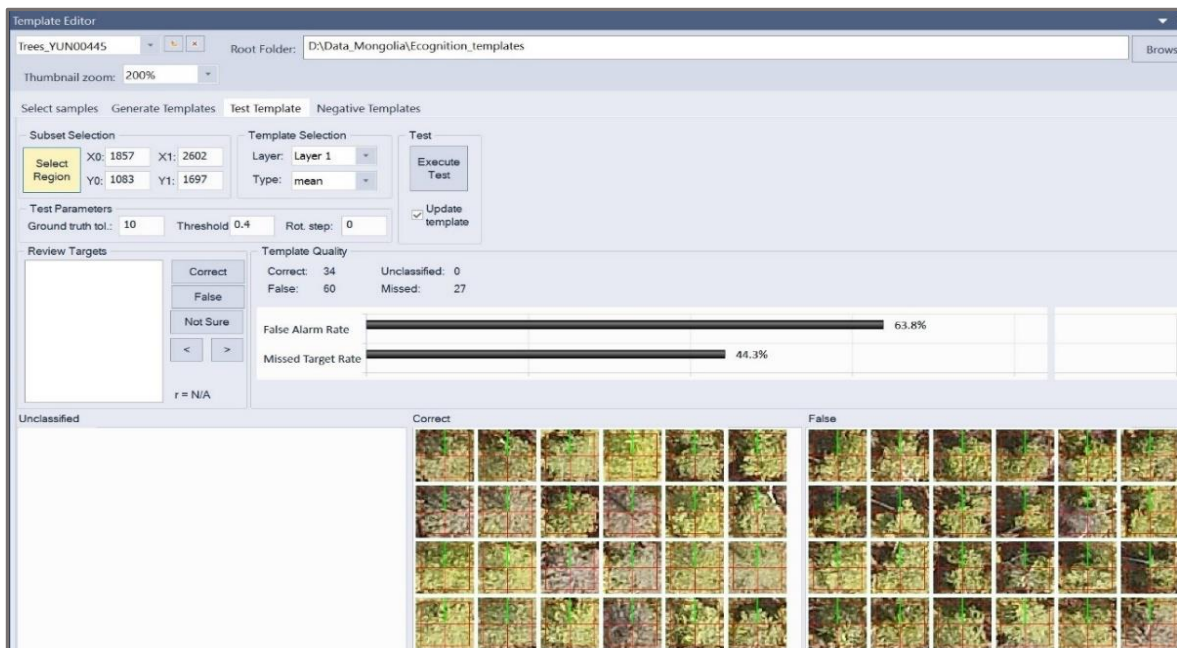 Template Editor
Trees_YUN00445
Root Folder: D:\Data_Mongolia\Ecognition_templates
Brows
Thumbnail zoom: 200%
Select samples Generate Templates Test Template Negative Templates
Subset Selection
Select Region
X0: 1857 X1: 2602
Y0: 1083 Y1: 1697
Template Selection
Layer: Layer 1
Type: mean
Test
Execute Test
Update template
Test Parameters
Ground truth tol.: 10 Threshold 0.4 Rot. step: 0
Review Targets
Correct
False
Not Sure
< >
r = N/A
Template Quality
Correct: 34 Unclassified: 0
False: 60 Missed: 27
False Alarm Rate 63.8%
Missed Target Rate 44.3%
Unclassified
Correct
False